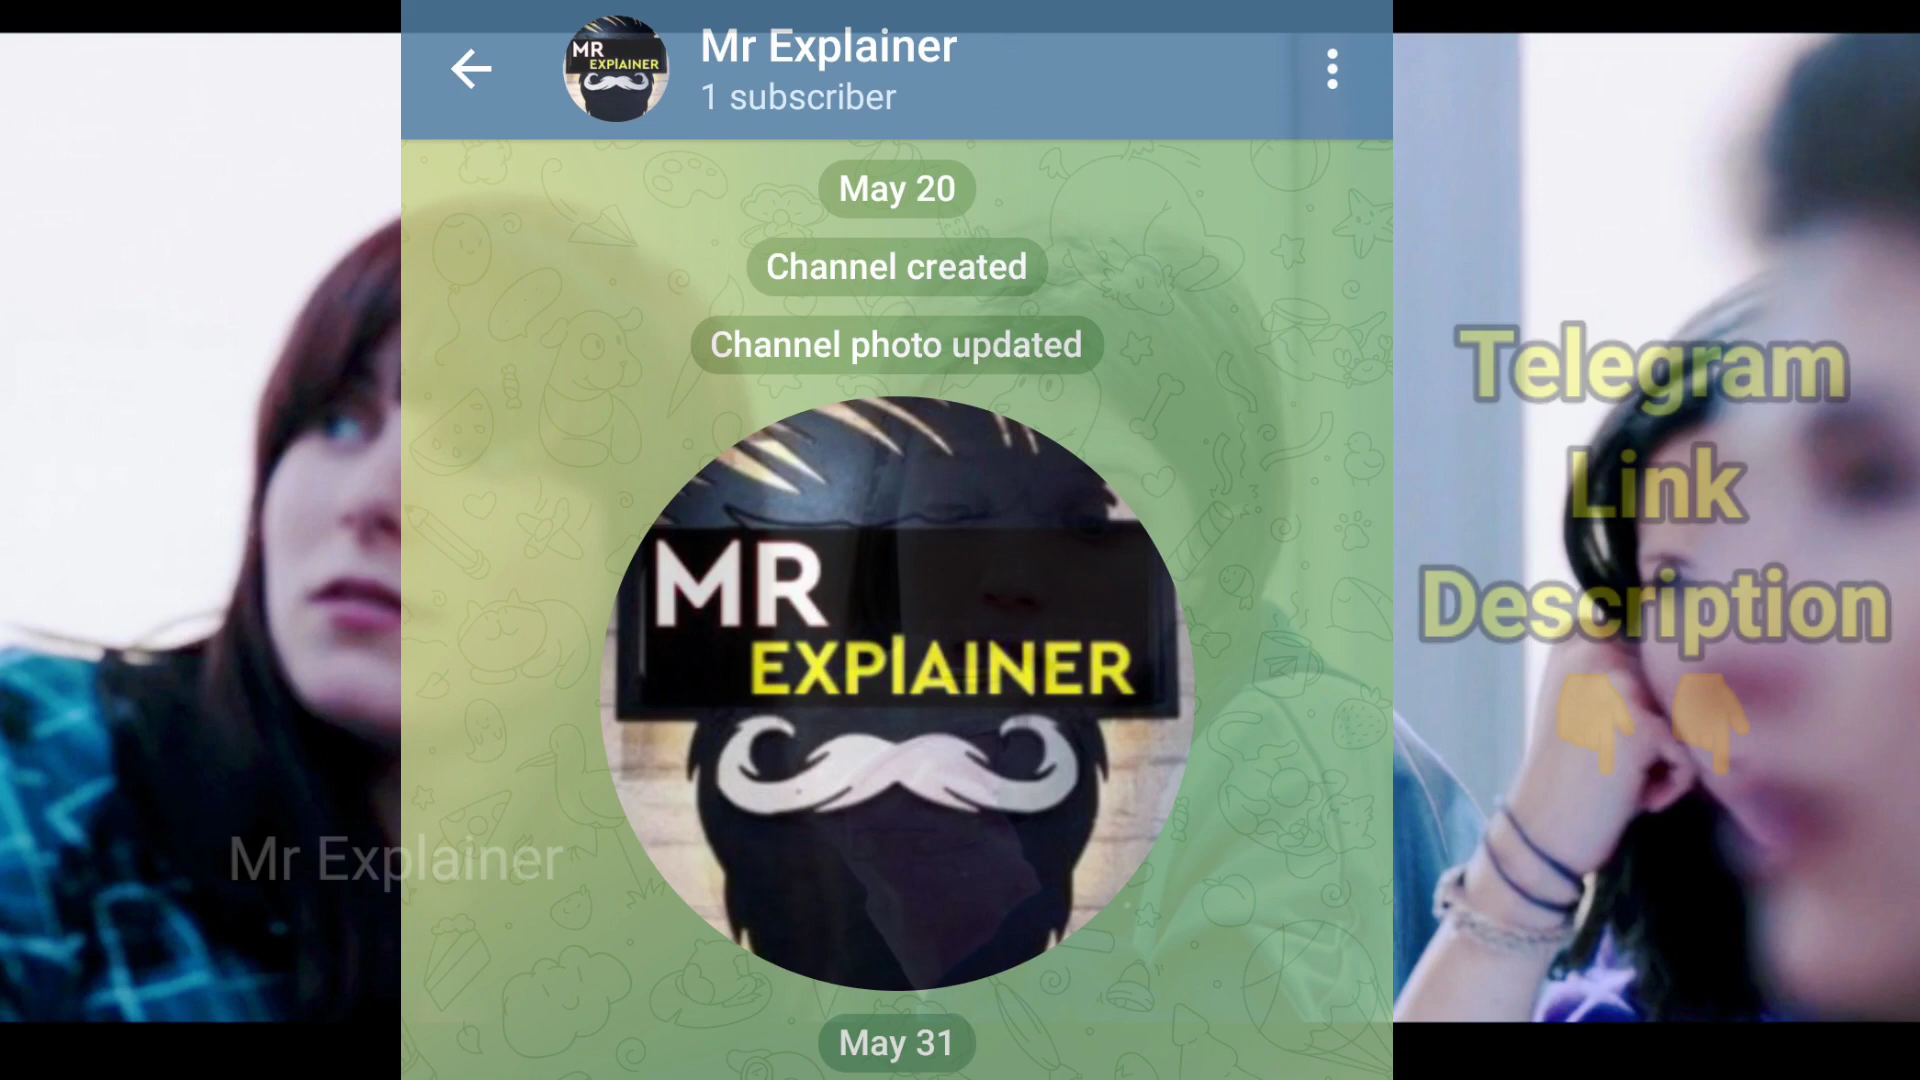 MR
EXPlAINER
Mr Explainer
1 subscriber
May 20
Channel created
Channel photo updated
MR
EXPlAINER
May 31
Mr Explainer
Telegram
Link
Description
👇👇